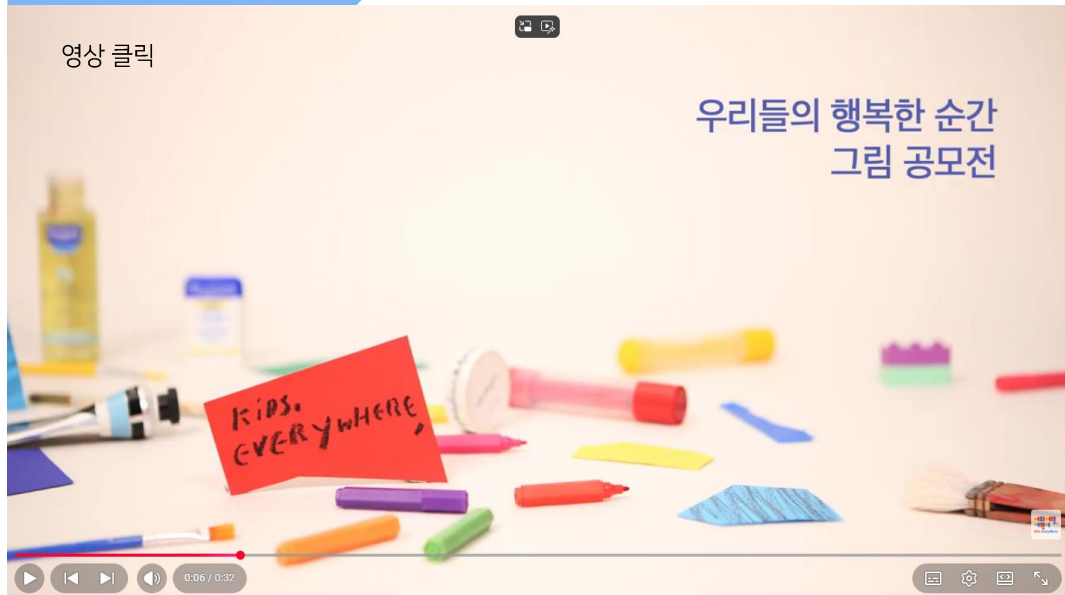 영상 클릭
우리들의 행복한 순간
그림 공모전
KiDS.
EVERYWHERE,
0:06 / 0:32